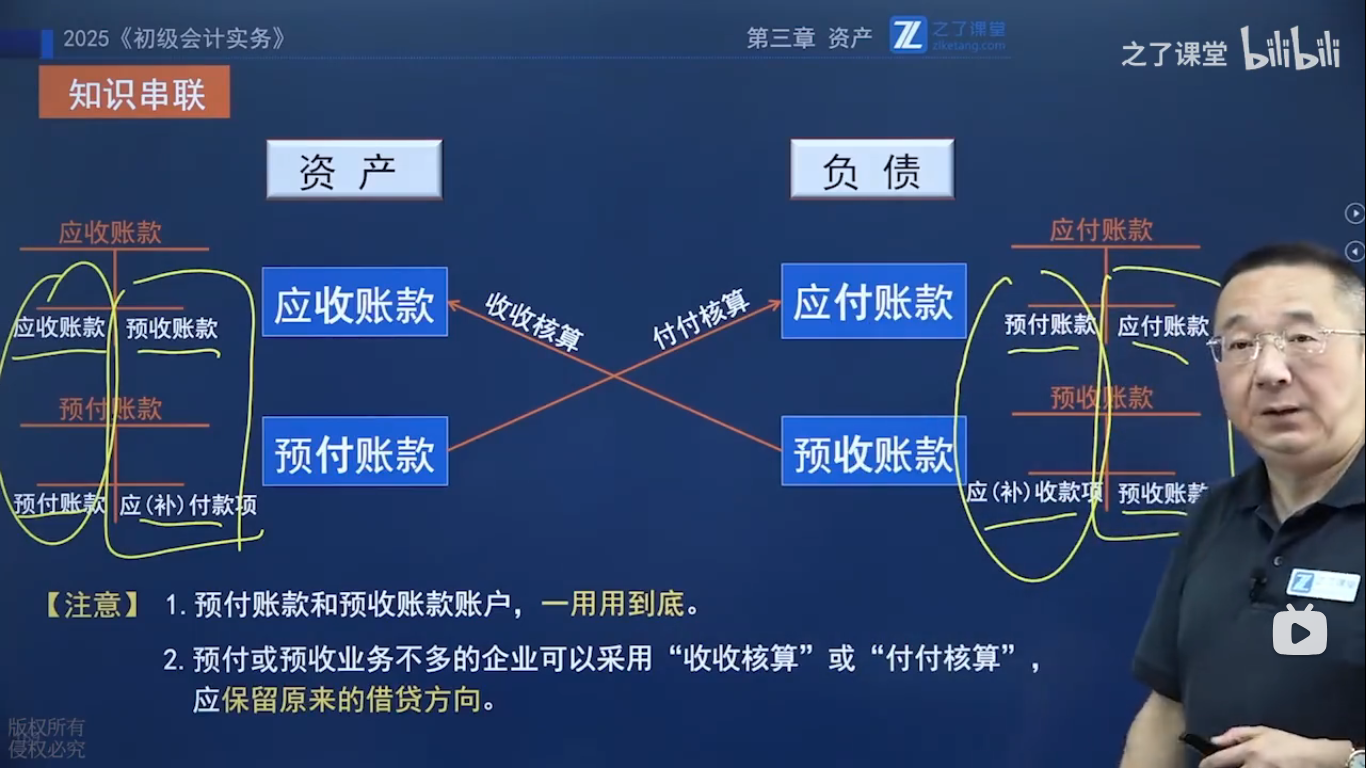 2025《初级会计实务》
第三章 资产
之了课堂
ziketang.com
之了课堂 bilibili
知识串联
资 产
负 债
应收账款
应收账款
预收账款
预付账款
预付账款
应(补)付款项
应收账款
预付账款
收收核算
付付核算
应付账款
预收账款
应付账款
预付账款
应付账款
预收账款
应(补)收款项
预收账款
【注意】 1. 预付账款和预收账款账户，一用用到底。
2. 预付或预收业务不多的企业可以采用“收收核算”或“付付核算”，
应保留原来的借贷方向。
版权所有
侵权必究